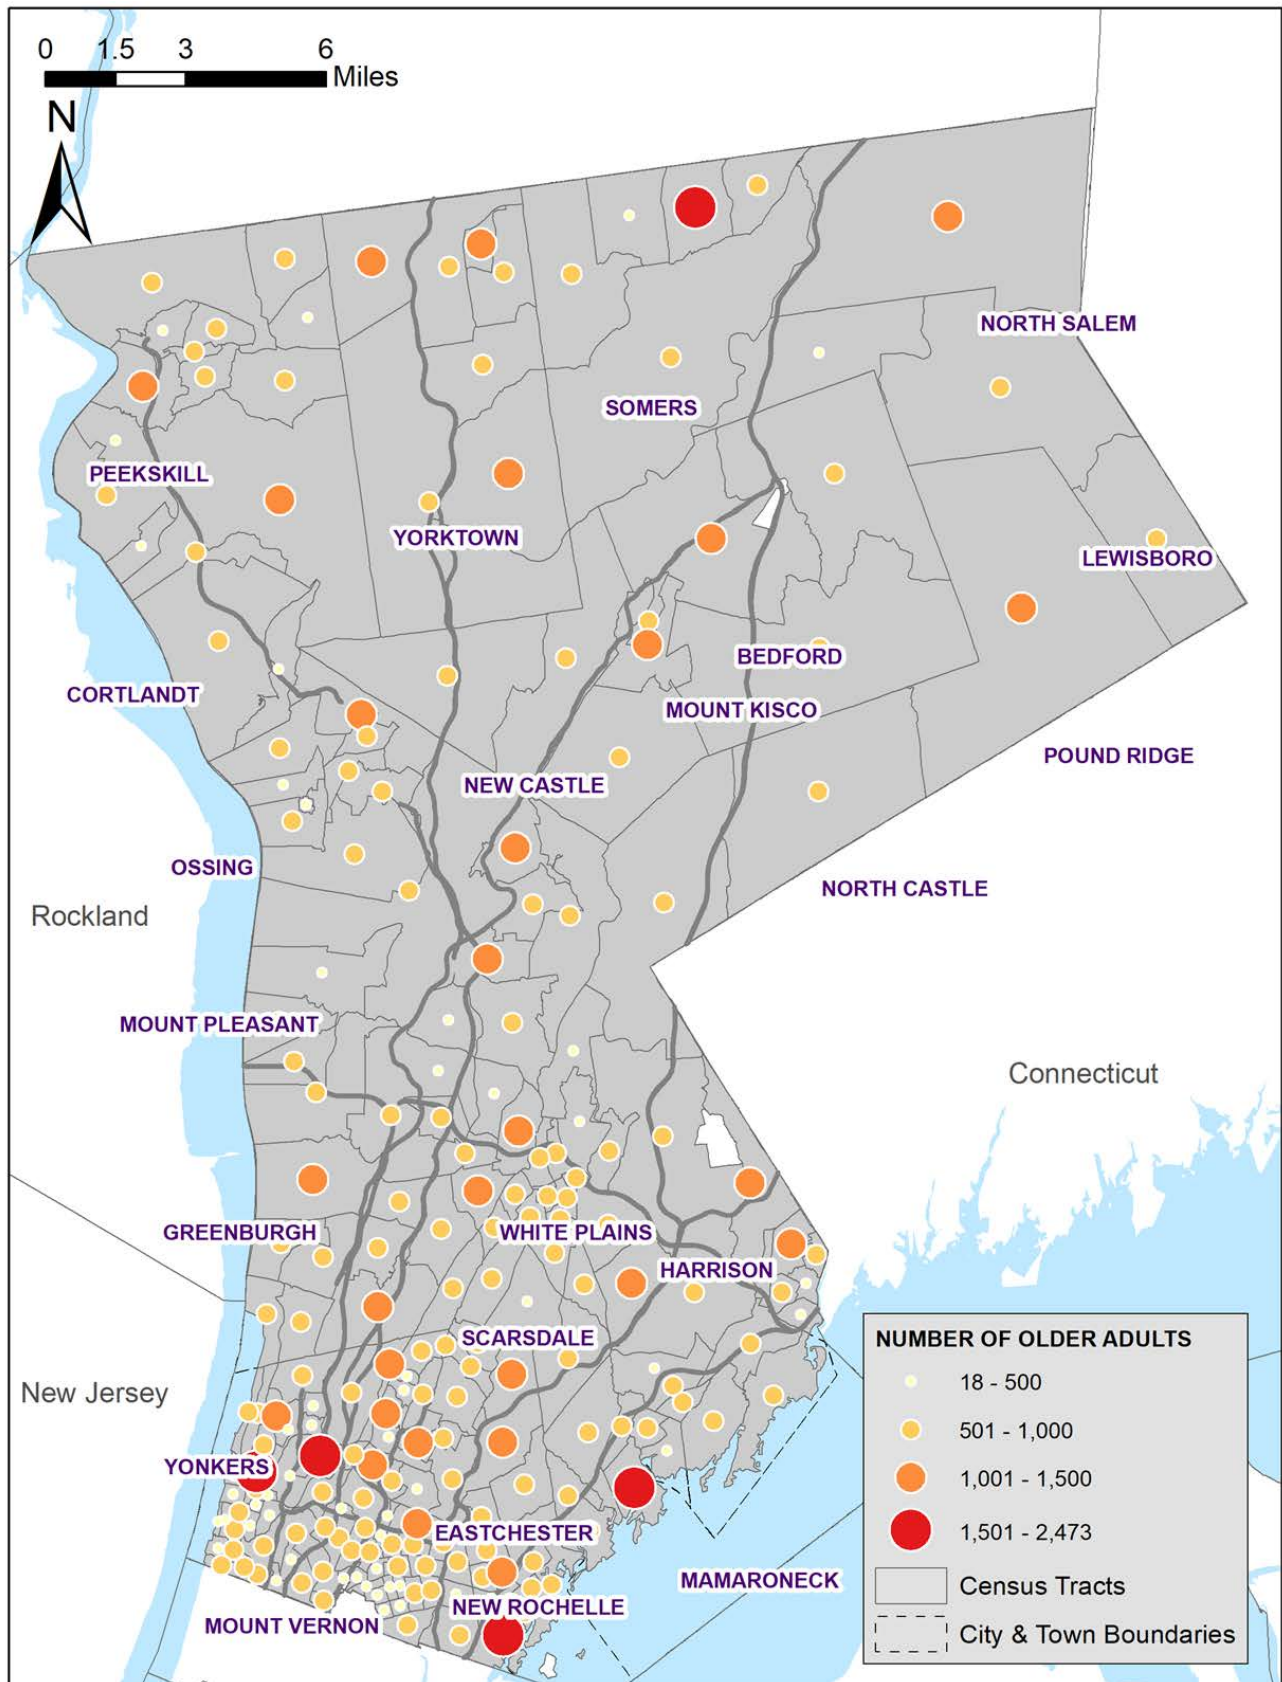 0 1.5 3 6
Miles
N
NORTH SALEM
SOMERS
PEEKSKILL
YORKTOWN
LEWISBORO
BEDFORD
CORTLANDT
MOUNT KISCO
POUND RIDGE
NEW CASTLE
OSSING
NORTH CASTLE
Rockland
MOUNT PLEASANT
Connecticut
GREENBURGH
WHITE PLAINS
HARRISON
SCARSDALE
New Jersey
YONKERS
EASTCHESTER
MAMARONECK
NEW ROCHELLE
MOUNT VERNON
NUMBER OF OLDER ADULTS
18 - 500
501 - 1,000
1,001 - 1,500
1,501 - 2,473
Census Tracts
City & Town Boundaries